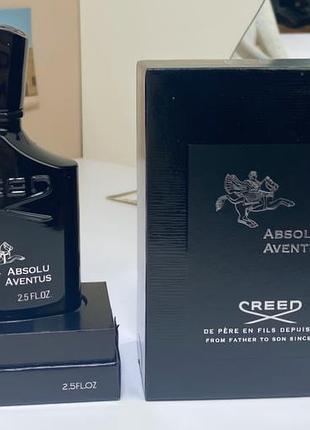 CREED
ABSOLU
AVENTUS
2.5 FL.OZ.
2.5FLOZ
ABSOLU
AVENTU
CREED
DE PÈRE EN FILS DEPUIS
FROM FATHER TO SON SINCE